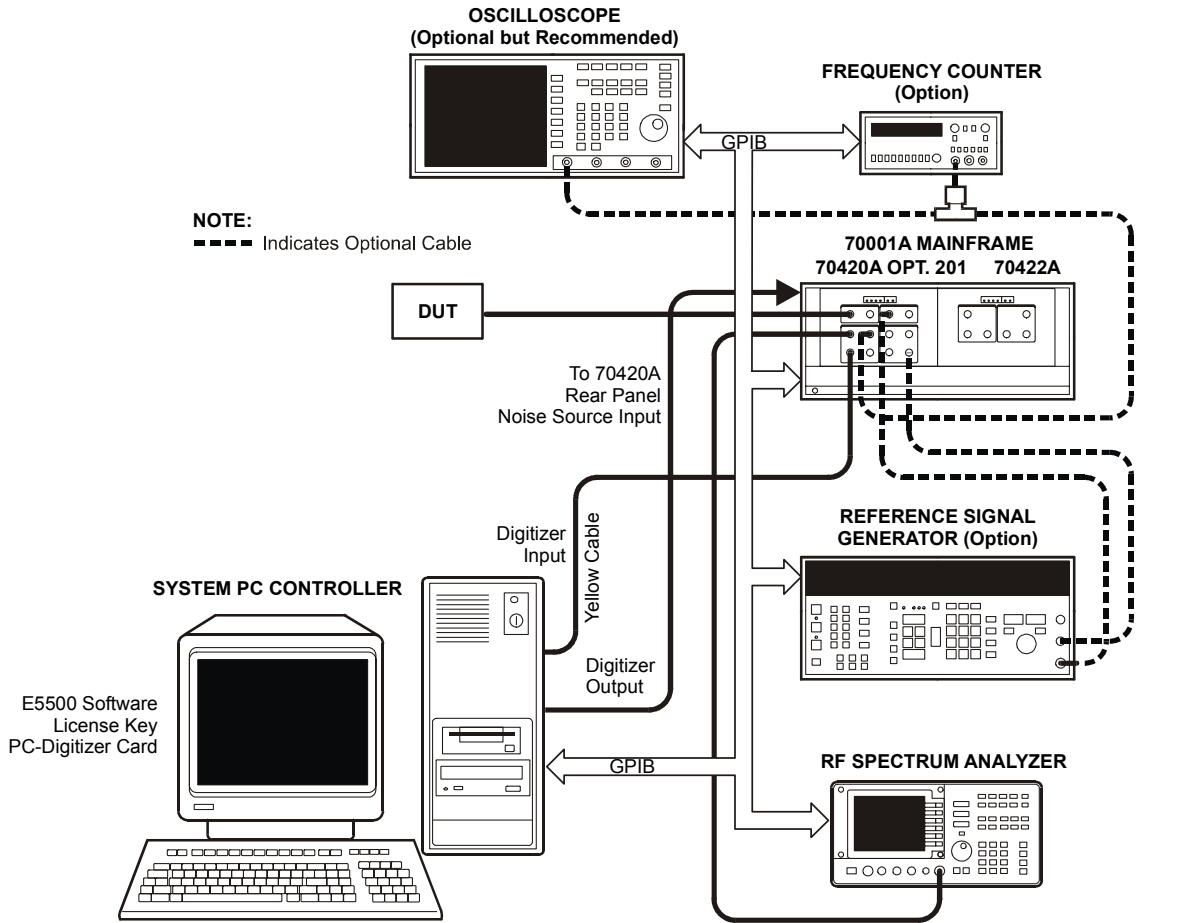 OSCILLOSCOPE
(Optional but Recommended)
FREQUENCY COUNTER
(Option)
GPIB
NOTE:
Indicates Optional Cable
70001A MAINFRAME
70420A OPT. 201 70422A
DUT
To 70420A
Rear Panel
Noise Source Input
Digitizer
Input
Yellow Cable
REFERENCE SIGNAL
GENERATOR (Option)
SYSTEM PC CONTROLLER
Digitizer
Output
E5500 Software
License Key
PC-Digitizer Card
GPIB
RF SPECTRUM ANALYZER